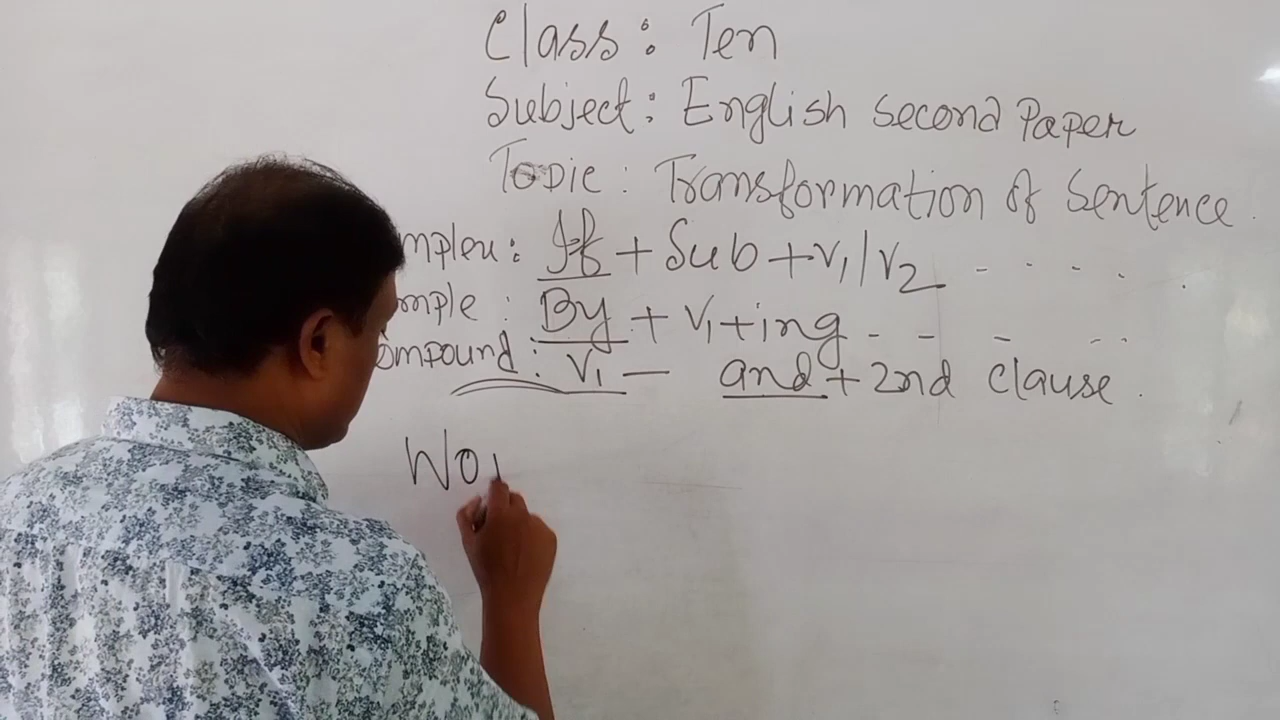 Class: Ten
Subject: English Second Paper
Topic: Transformation of Sentence.
mplex: If + Sub + V1/V2 - . . . .
mple: By + V1+ing - - - - ..
ompound: V1 — and + 2nd Clause.
Wo